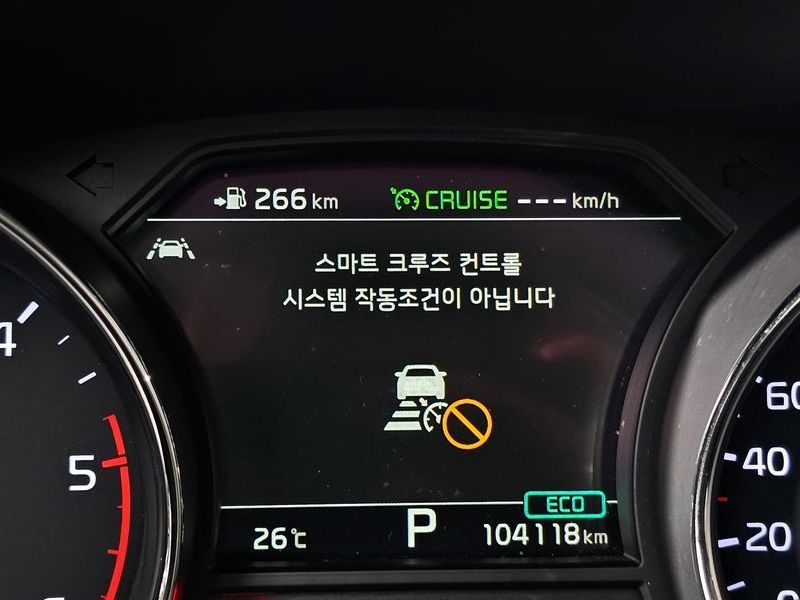 266 km CRUISE --- km/h
스마트 크루즈 컨트롤
시스템 작동조건이 아닙니다
4
5
60
40
20
ECO
26℃ P 104118 km